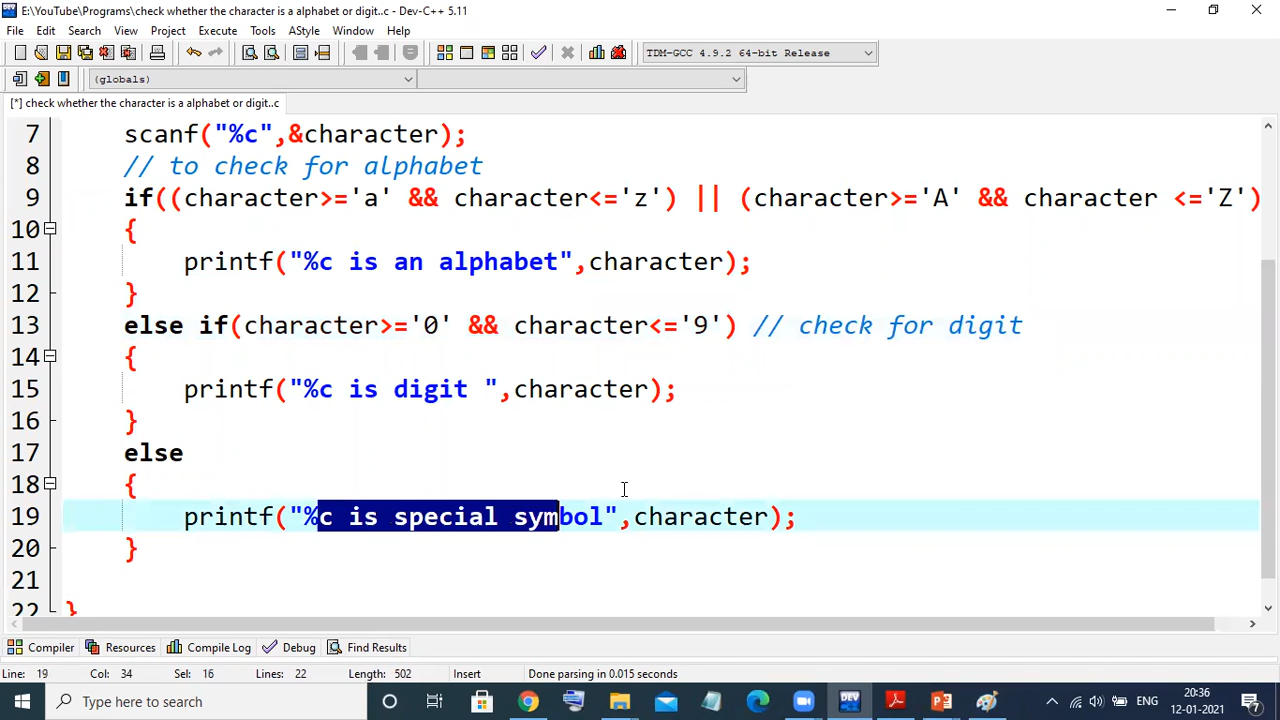 E:\YouTube\Programs\check whether the character is a alphabet or digit..c - Dev-C++ 5.11
File Edit Search View Project Execute Tools AStyle Window Help
TDM-GCC 4.9.2 64-bit Release
(globals)
[*] check whether the character is a alphabet or digit..c
7 scanf("%c",&character);
8 // to check for alphabet
9 if((character>='a' && character<='z') || (character>='A' && character <='Z')
10 {
11 printf("%c is an alphabet",character);
12 }
13 else if(character>='0' && character<='9') // check for digit
14 {
15 printf("%c is digit ",character);
16 }
17 else
18 {
19 printf("%c is special symbol",character);
20 }
21
22 }
Compiler Resources Compile Log Debug Find Results
Line: 19 Col: 34 Sel: 16 Lines: 22 Length: 502 Insert Done parsing in 0.015 seconds
Type here to search
DEV
ENG
20:36
12-01-2021
7